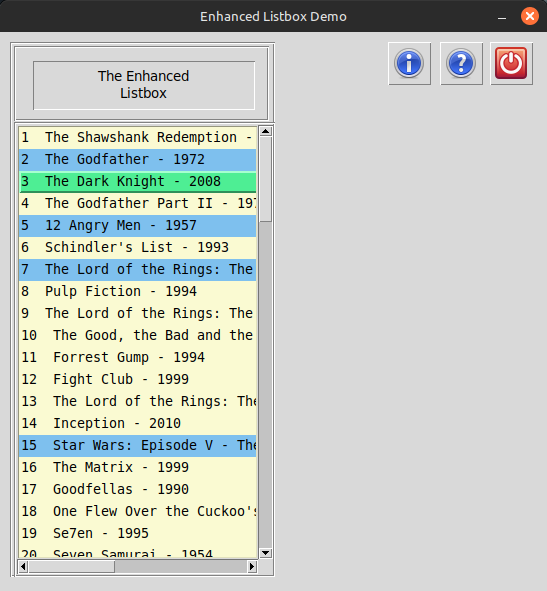 Enhanced Listbox Demo
The Enhanced
Listbox
1 The Shawshank Redemption -
2 The Godfather - 1972
3 The Dark Knight - 2008
4 The Godfather Part II - 197
5 12 Angry Men - 1957
6 Schindler's List - 1993
7 The Lord of the Rings: The
8 Pulp Fiction - 1994
9 The Lord of the Rings: The
10 The Good, the Bad and the
11 Forrest Gump - 1994
12 Fight Club - 1999
13 The Lord of the Rings: The
14 Inception - 2010
15 Star Wars: Episode V - The
16 The Matrix - 1999
17 Goodfellas - 1990
18 One Flew Over the Cuckoo's
19 Se7en - 1995
20 Seven Samurai - 1954